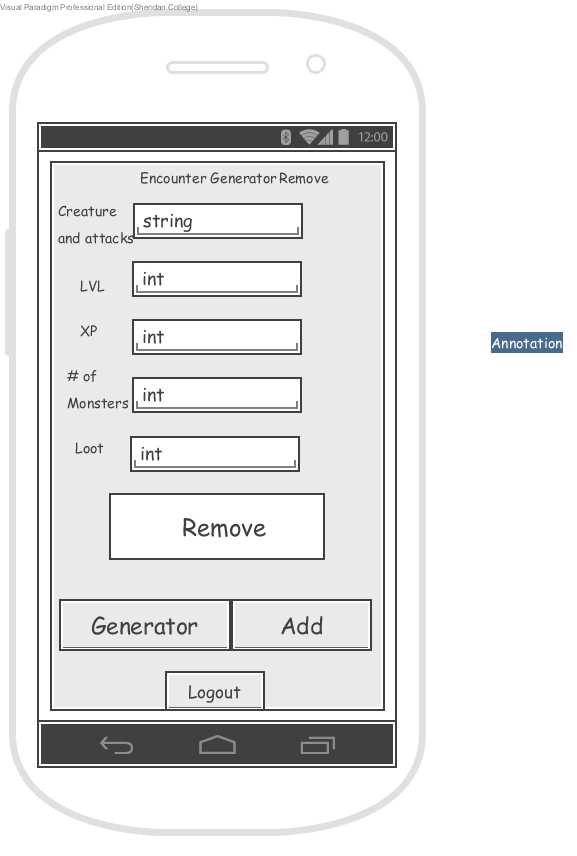 Visual Paradigm Professional Edition(Sheridan College)
12:00
Encounter Generator Remove
Creature
and attacks
string
LVL
int
XP
int
# of
Monsters
int
Loot
int
Remove
Generator
Add
Logout
Annotation